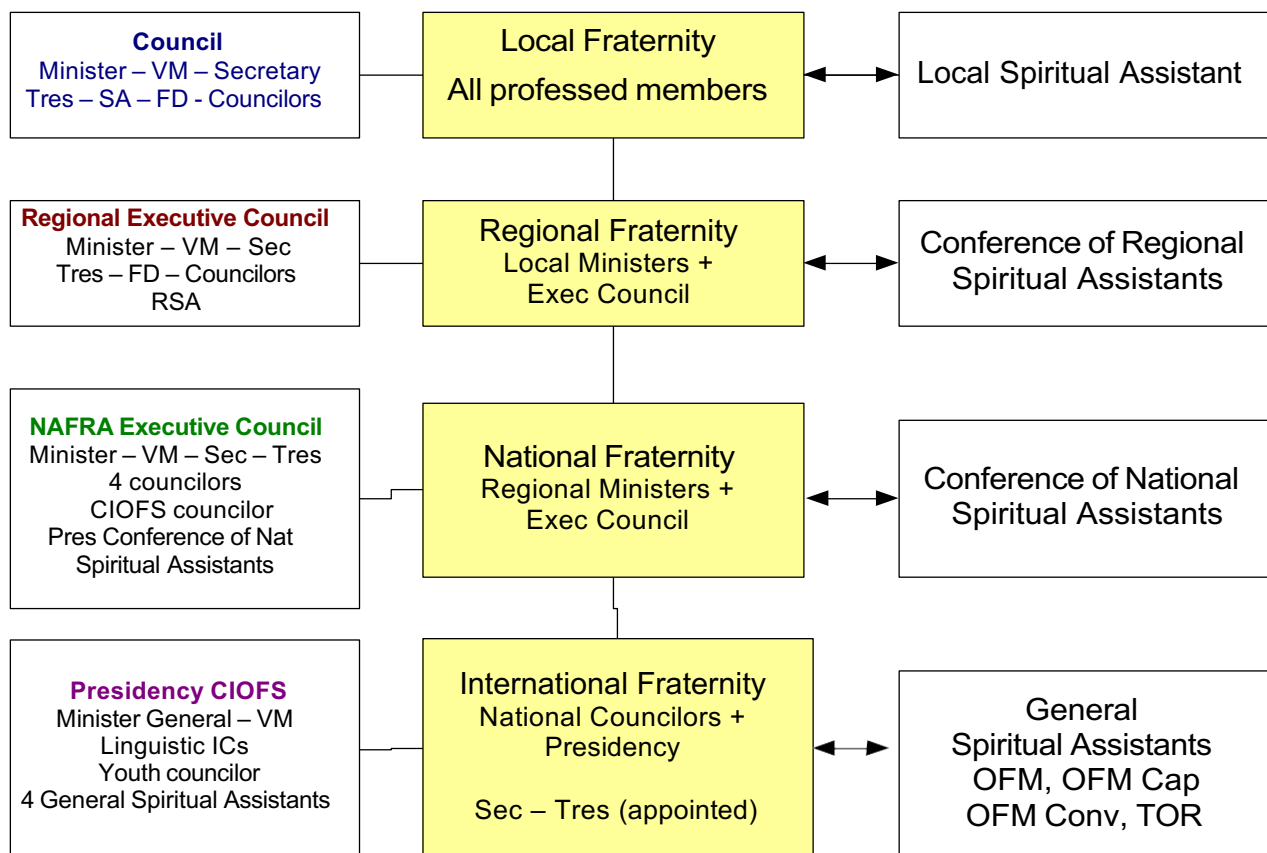 Council
Minister – VM – Secretary
Tres – SA – FD - Councilors
Local Fraternity
All professed members
Local Spiritual Assistant
Regional Executive Council
Minister – VM – Sec
Tres – FD – Councilors
RSA
Regional Fraternity
Local Ministers +
Exec Council
Conference of Regional
Spiritual Assistants
NAFRA Executive Council
Minister – VM – Sec – Tres
4 councilors
CIOFS councilor
Pres Conference of Nat
Spiritual Assistants
National Fraternity
Regional Ministers +
Exec Council
Conference of National
Spiritual Assistants
Presidency CIOFS
Minister General – VM
Linguistic ICs
Youth councilor
4 General Spiritual Assistants
International Fraternity
National Councilors +
Presidency
Sec – Tres (appointed)
General
Spiritual Assistants
OFM, OFM Cap
OFM Conv, TOR